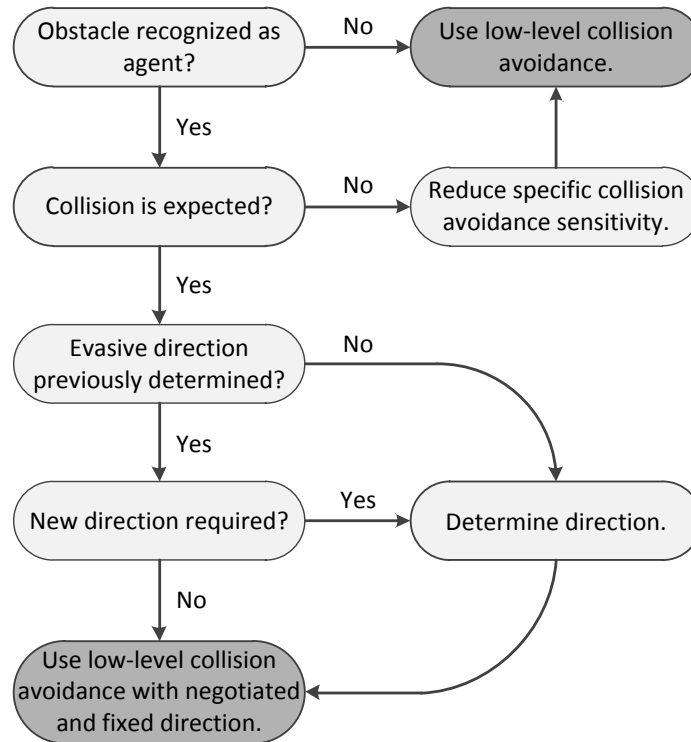 Obstacle recognized as
agent?
No
Use low-level collision
avoidance.
Yes
Collision is expected?
No
Reduce specific collision
avoidance sensitivity.
Yes
Evasive direction
previously determined?
No
Yes
New direction required?
Yes
Determine direction.
No
Use low-level collision
avoidance with negotiated
and fixed direction.